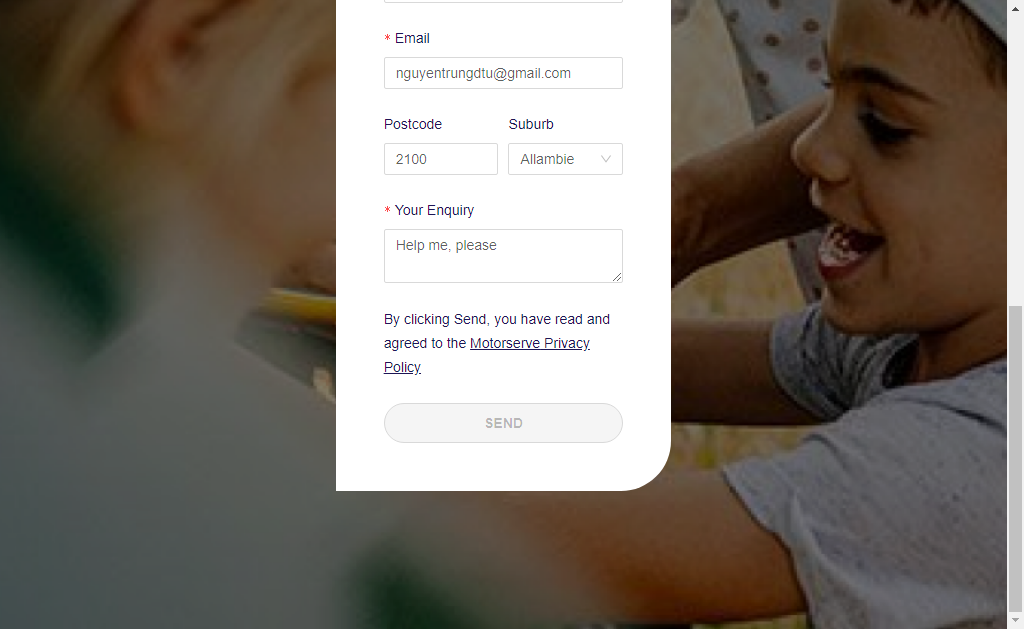 * Email
nguyentrungdtu@gmail.com
Postcode Suburb
2100 Allambie
* Your Enquiry
Help me, please
By clicking Send, you have read and
agreed to the Motorserve Privacy
Policy
SEND